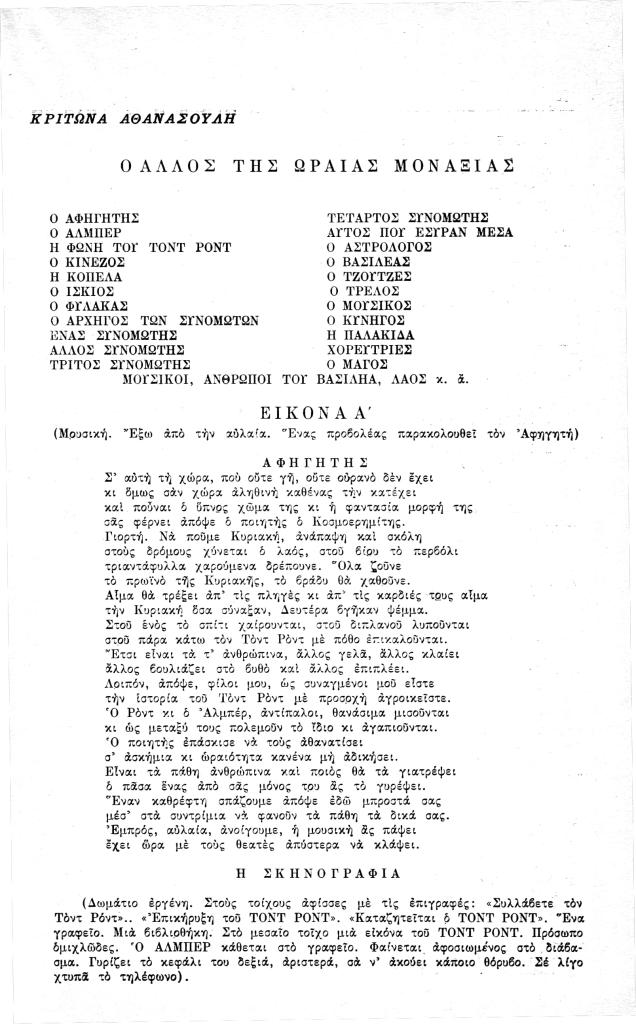 ΚΡΙΤΩΝΑ ΑΘΑΝΑΣΟΥΛΗ
Ο ΑΛΛΟΣ ΤΗΣ ΩΡΑΙΑΣ ΜΟΝΑΞΙΑΣ
Ο ΑΦΗΓΗΤΗΣ
Ο ΑΛΜΠΕΡ
Η ΦΩΝΗ ΤΟΥ ΤΟΝΤ ΡΟΝΤ
Ο ΚΙΝΕΖΟΣ
Η ΚΟΠΕΛΑ
Ο ΙΣΚΙΟΣ
Ο ΦΥΛΑΚΑΣ
Ο ΑΡΧΗΓΟΣ ΤΩΝ ΣΥΝΟΜΩΤΩΝ
ΕΝΑΣ ΣΥΝΟΜΩΤΗΣ
ΑΛΛΟΣ ΣΥΝΟΜΩΤΗΣ
ΤΡΙΤΟΣ ΣΥΝΟΜΩΤΗΣ
ΤΕΤΑΡΤΟΣ ΣΥΝΟΜΩΤΗΣ
ΑΥΤΟΣ ΠΟΥ ΕΣΥΡΑΝ ΜΕΣΑ
Ο ΑΣΤΡΟΛΟΓΟΣ
Ο ΒΑΣΙΛΕΑΣ
Ο ΤΖΟΥΤΖΕΣ
Ο ΤΡΕΛΟΣ
Ο ΜΟΥΣΙΚΟΣ
Ο ΚΥΝΗΓΟΣ
Η ΠΑΛΑΚΙΔΑ
ΧΟΡΕΥΤΡΙΕΣ
Ο ΜΑΓΟΣ
ΜΟΥΣΙΚΟΙ, ΑΝΘΡΩΠΟΙ ΤΟΥ ΒΑΣΙΛΗΑ, ΛΑΟΣ κ. ἄ.
ΕΙΚΟΝΑ Α΄
(Μουσική. Ἔξω ἀπὸ τὴν αὐλαία. Ἕνας προβολέας παρακολουθεῖ τὸν Ἀφηγητή)
ΑΦΗΓΗΤΗΣ
Σ' αὐτὴ τὴ χώρα, ποὺ οὔτε γῆ, οὔτε οὐρανὸ δὲν ἔχει
κι ὅμως σὰν χώρα ἀληθινὴ καθένας τὴν κατέχει
καὶ ποὖναι ὁ ὕπνος χῶμα της κι ἡ φαντασία μορφή της
σᾶς φέρνει ἀπόψε ὁ ποιητὴς ὁ Κοσμοερημίτης.
Γιορτή. Νὰ ποῦμε Κυριακή, ἀνάπαψη καὶ σκόλη
στοὺς δρόμους χύνεται ὁ λαός, στοῦ βίου τὸ περβόλι
τριαντάφυλλα χαρούμενα δρέπουνε. Ὅλα ζοῦνε
τὸ πρωϊνὸ τῆς Κυριακῆς, τὸ βράδυ θὰ χαθοῦνε.
Αἷμα θὰ τρέξει ἀπ' τὶς πληγὲς κι ἀπ' τὶς καρδιές τους αἷμα
τὴν Κυριακὴ ὅσα σύναξαν, Δευτέρα βγῆκαν ψέμμα.
Στοῦ ἑνὸς τὸ σπίτι χαίρουνται, στοῦ διπλανοῦ λυποῦνται
στοῦ πάρα κάτω τὸν Τὸντ Ρὸντ μὲ πόθο ἐπικαλοῦνται.
Ἔτσι εἶναι τὰ τ' ἀνθρώπινα, ἄλλος γελᾶ, ἄλλος κλαίει
ἄλλος βουλιάζει στὸ βυθὸ καὶ ἄλλος ἐπιπλέει.
Λοιπόν, ἀπόψε, φίλοι μου, ὡς συναγμένοι μοῦ εἶστε
τὴν ἱστορία τοῦ Τὸντ Ρὸντ μὲ προσοχὴ ἀγροικεῖστε.
Ὁ Ρὸντ κι ὁ Ἀλμπέρ, ἀντίπαλοι, θανάσιμα μισοῦνται
κι ὡς μεταξύ τους πολεμοῦν τὸ ἴδιο κι ἀγαπιοῦνται.
Ὁ ποιητὴς ἐπάσκισε νὰ τοὺς ἀθανατίσει
σ' ἀσκήμια κι ὡραιότητα κανένα μὴ ἀδικήσει.
Εἶναι τὰ πάθη ἀνθρώπινα καὶ ποιὸς θὰ τὰ γιατρέψει
ὁ πᾶσα ἕνας ἀπὸ σᾶς μόνος του ἂς τὸ γυρέψει.
Ἕναν καθρέφτη σπάζουμε ἀπόψε ἐδῶ μπροστά σας
μέσ' στὰ συντρίμια νὰ φανοῦν τὰ πάθη τὰ δικά σας.
Ἐμπρός, αὐλαία, ἀνοίγουμε, ἡ μουσικὴ ἂς πάψει
ἔχει ὥρα μὲ τοὺς θεατὲς ἀπύστερα νὰ κλάψει.
Η ΣΚΗΝΟΓΡΑΦΙΑ
(Δωμάτιο ἐργένη. Στοὺς τοίχους ἀφίσσες μὲ τὶς ἐπιγραφές: «Συλλάβετε τὸν
Τὸντ Ρόντ».. «Ἐπικήρυξη τοῦ ΤΟΝΤ ΡΟΝΤ». «Καταζητεῖται ὁ ΤΟΝΤ ΡΟΝΤ». Ἕνα
γραφεῖο. Μιὰ βιβλιοθήκη. Στὸ μεσαῖο τοῖχο μιὰ εἰκόνα τοῦ ΤΟΝΤ ΡΟΝΤ. Πρόσωπο
ὁμιχλῶδες. Ὁ ΑΛΜΠΕΡ κάθεται στὸ γραφεῖο. Φαίνεται ἀφοσιωμένος στὸ διάβα-
σμα. Γυρίζει τὸ κεφάλι του δεξιά, ἀριστερά, σὰ ν' ἀκούει κάποιο θόρυβο. Σὲ λίγο
χτυπᾶ τὸ τηλέφωνο).